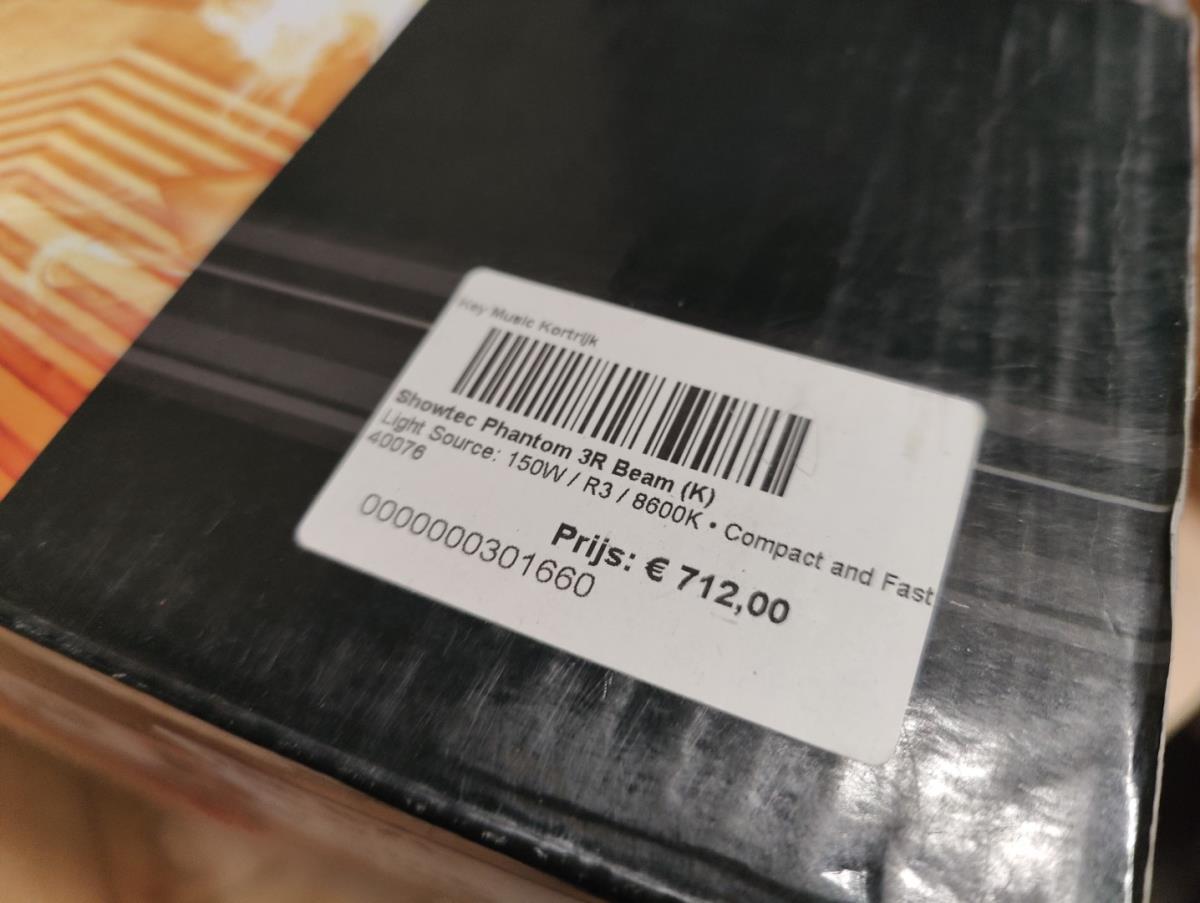 Key Music Kortrijk
Showtec Phantom 3R Beam (K)
Light Source: 150W / R3 / 8600K • Compact and Fast
40076
Prijs: € 712,00
0000000301660